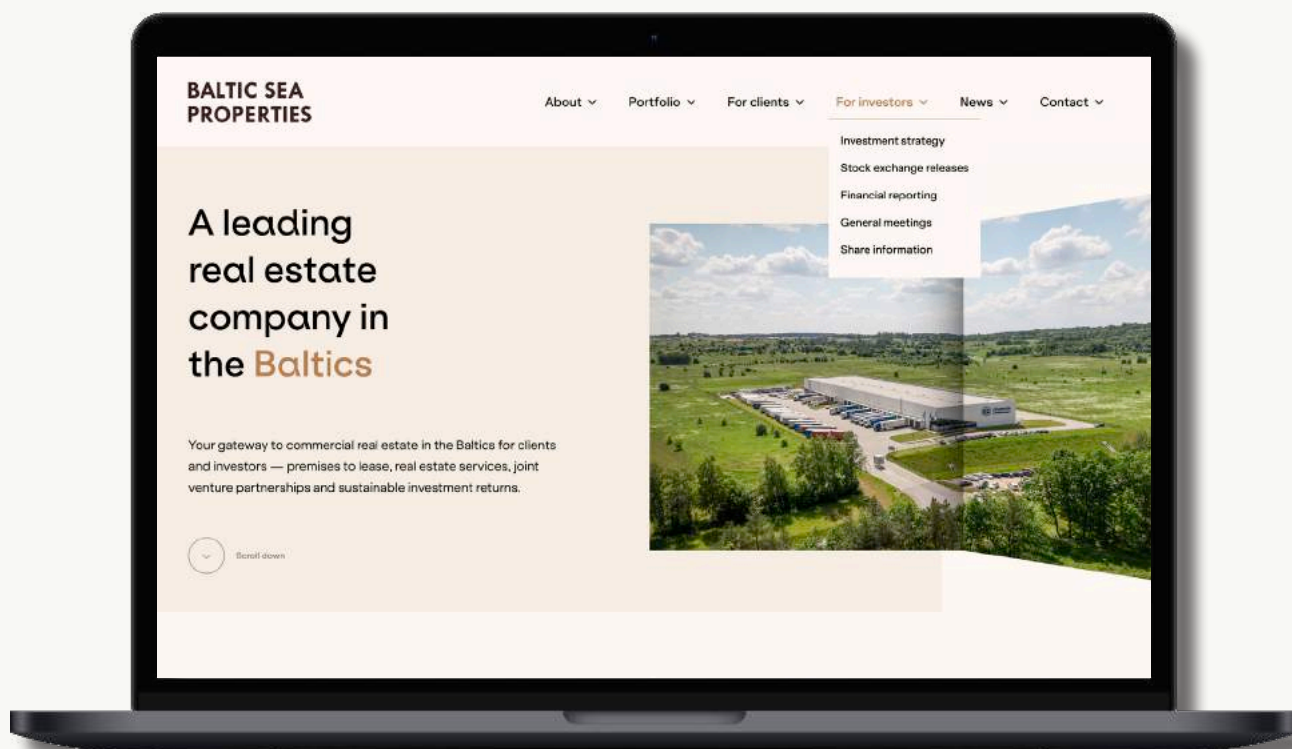 BALTIC SEA
PROPERTIES
About
Portfolio
For clients
For investors
News
Contact
Investment strategy
Stock exchange releases
Financial reporting
General meetings
Share information
A leading
real estate
company in
the Baltics
Your gateway to commercial real estate in the Baltics for clients
and investors — premises to lease, real estate services, joint
venture partnerships and sustainable investment returns.
Scroll down